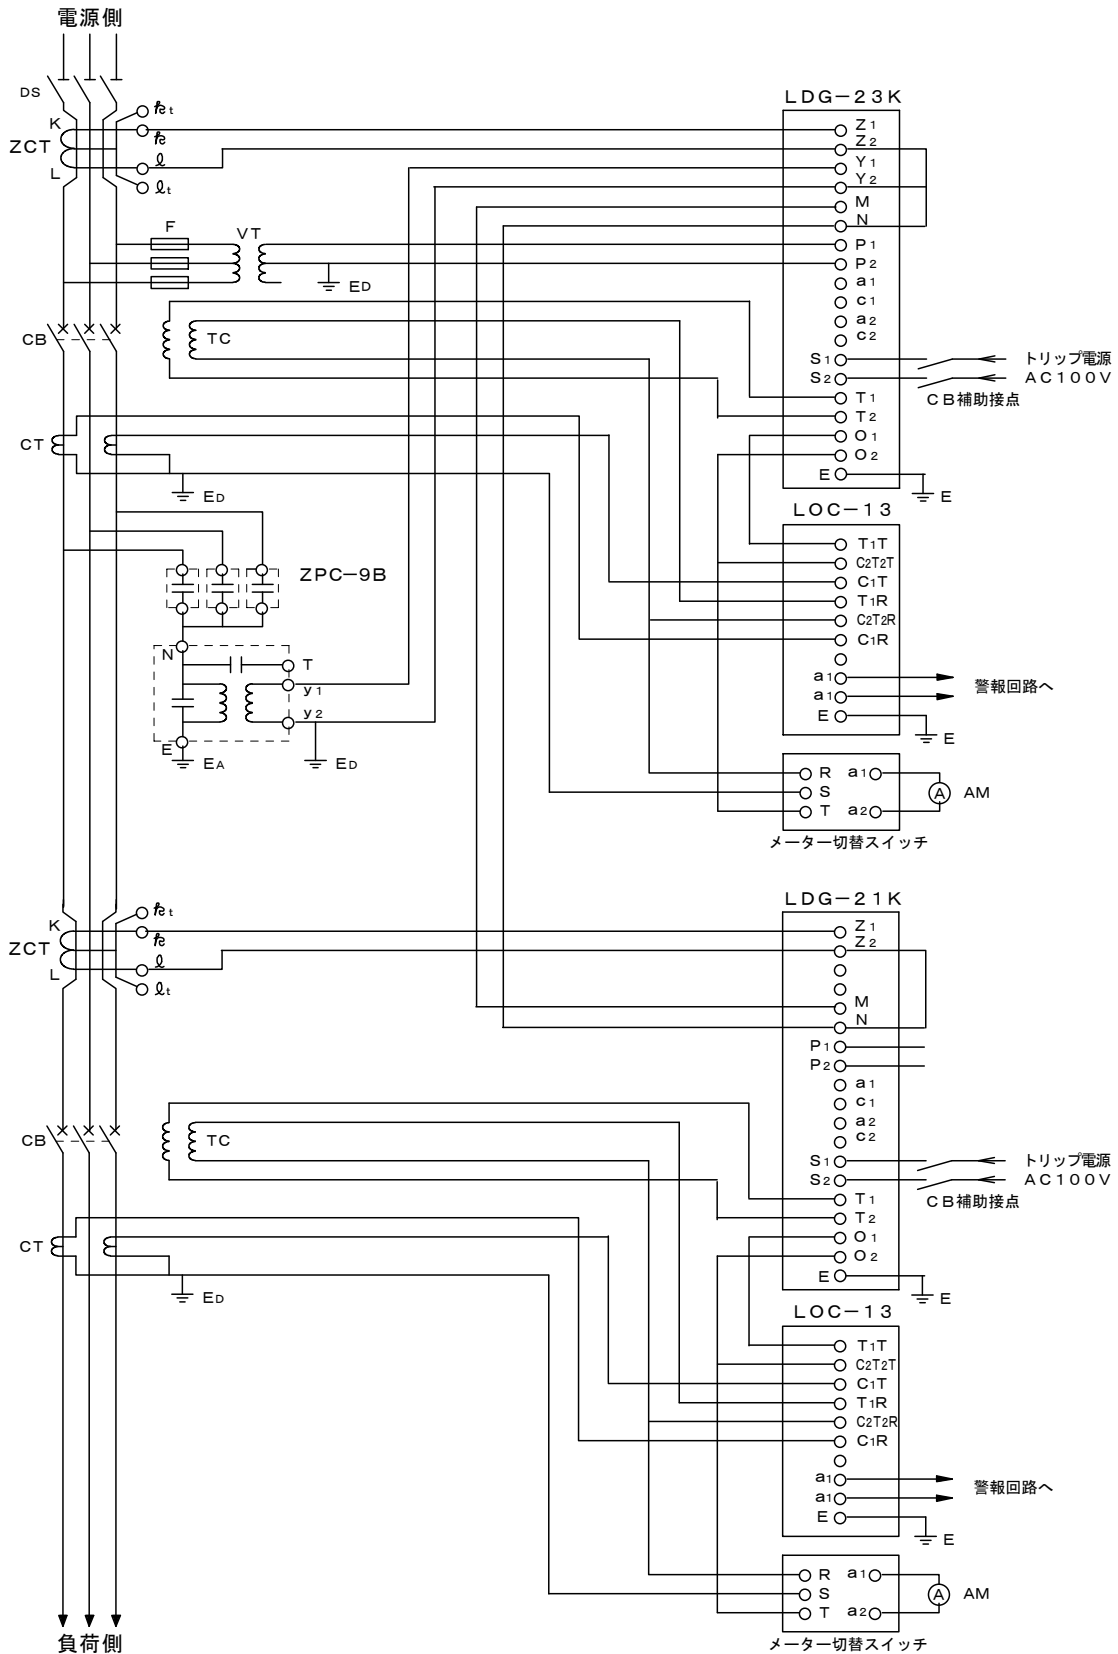 電源側
DS
K
ZCT
L
kt
k
ℓ
ℓt
F
VT
ED
CB
TC
CT
ED
ZPC-9B
N
T
y1
y2
E
EA
ED
LDG-23K
Z1
Z2
Y1
Y2
M
N
P1
P2
a1
c1
a2
c2
S1
S2
トリップ電源
AC100V
CB補助接点
T1
T2
O1
O2
E
E
LOC-13
T1T
C2T2T
C1T
T1R
C2T2R
C1R
a1
a1
警報回路へ
E
E
R a1
S
T a2
A
AM
メーター切替スイッチ
K
ZCT
L
kt
k
ℓ
ℓt
CB
TC
CT
ED
LDG-21K
Z1
Z2
M
N
P1
P2
a1
c1
a2
c2
S1
S2
トリップ電源
AC100V
CB補助接点
T1
T2
O1
O2
E
E
LOC-13
T1T
C2T2T
C1T
T1R
C2T2R
C1R
a1
a1
警報回路へ
E
E
R a1
S
T a2
A
AM
メーター切替スイッチ
負荷側